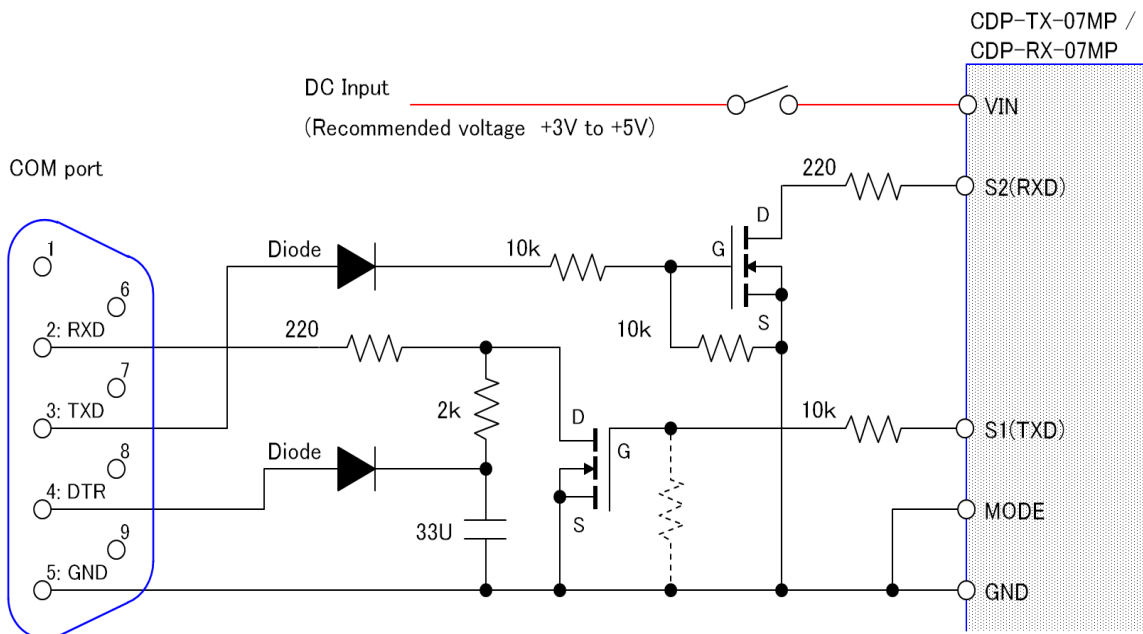 CDP-TX-07MP /
CDP-RX-07MP
DC Input
VIN
(Recommended voltage +3V to +5V)
COM port
220
S2(RXD)
D
1
Diode
10k
G
6
S
2: RXD
220
10k
7
3: TXD
2k
D
10k
S1(TXD)
8
Diode
G
4: DTR
S
MODE
33U
9
5: GND
GND